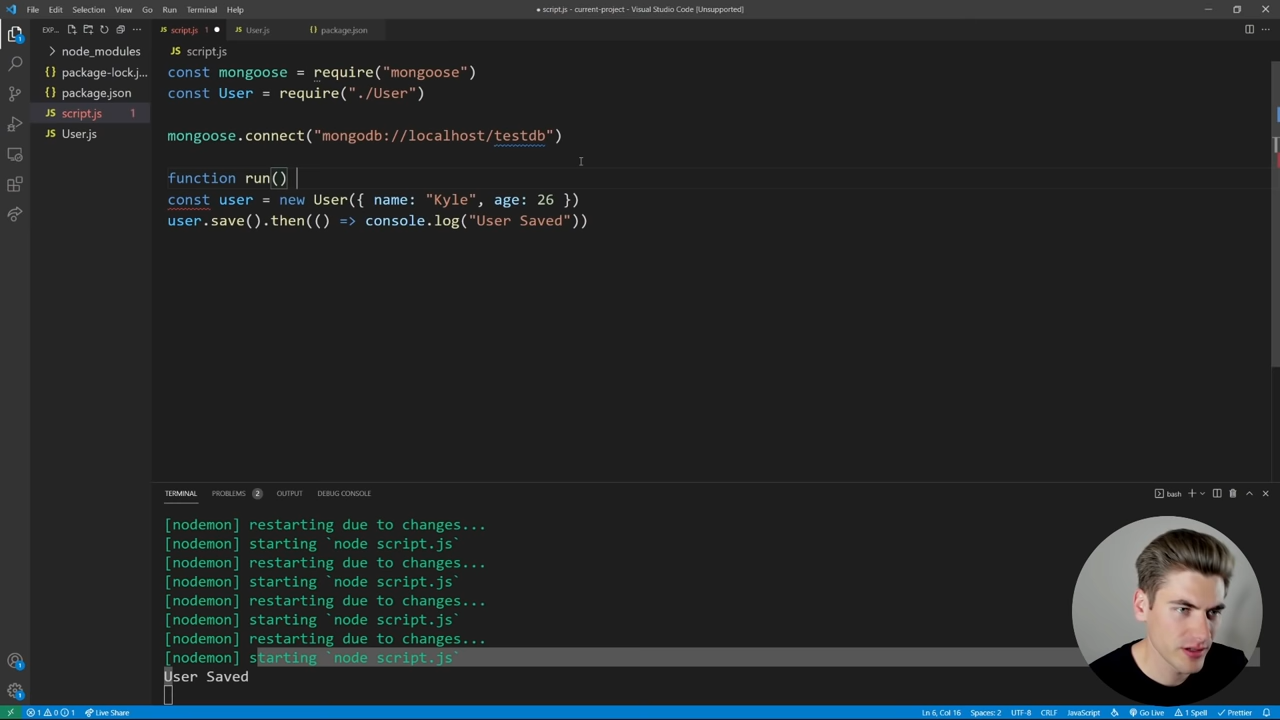 File Edit Selection View Go Run Terminal Help
● script.js - current-project - Visual Studio Code [Unsupported]
EXP...
JS script.js 1 ●
JS User.js
{} package.json
node_modules
{} package-lock.j...
{} package.json
JS script.js 1
JS User.js
JS script.js
const mongoose = require("mongoose")
const User = require("./User")
mongoose.connect("mongodb://localhost/testdb")
function run()
const user = new User({ name: "Kyle", age: 26 })
user.save().then(() => console.log("User Saved"))
TERMINAL PROBLEMS 2 OUTPUT DEBUG CONSOLE
bash
[nodemon] restarting due to changes...
[nodemon] starting `node script.js`
[nodemon] restarting due to changes...
[nodemon] starting `node script.js`
[nodemon] restarting due to changes...
[nodemon] starting `node script.js`
[nodemon] restarting due to changes...
[nodemon] starting `node script.js`
User Saved
1 0 1 Live Share
Ln 6, Col 16 Spaces: 2 UTF-8 CRLF JavaScript Go Live 1 Spell Prettier